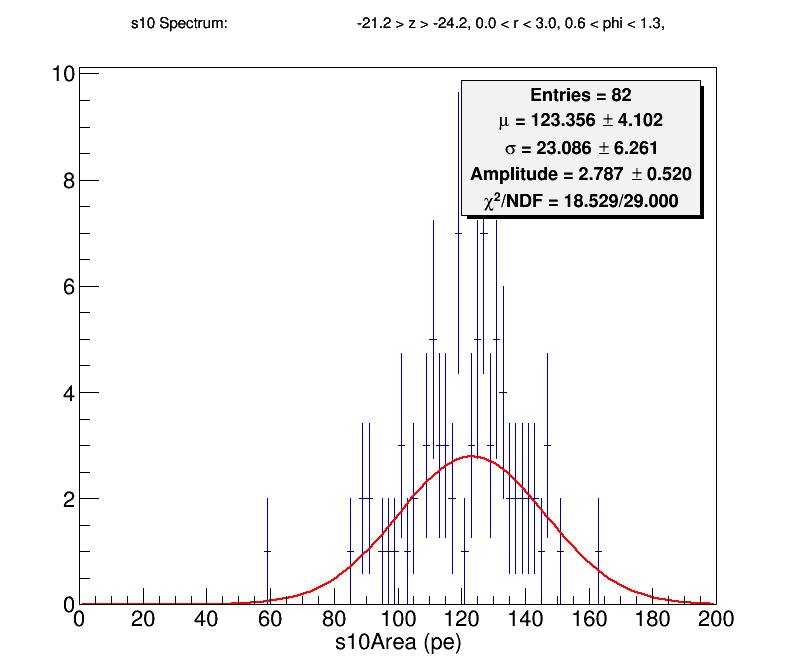 s10 Spectrum: -21.2 > z > -24.2, 0.0 < r < 3.0, 0.6 < phi < 1.3,
Entries = 82
μ = 123.356 ± 4.102
σ = 23.086 ± 6.261
Amplitude = 2.787 ± 0.520
χ²/NDF = 18.529/29.000
10
8
6
4
2
0
0 20 40 60 80 100 120 140 160 180 200
s10Area (pe)